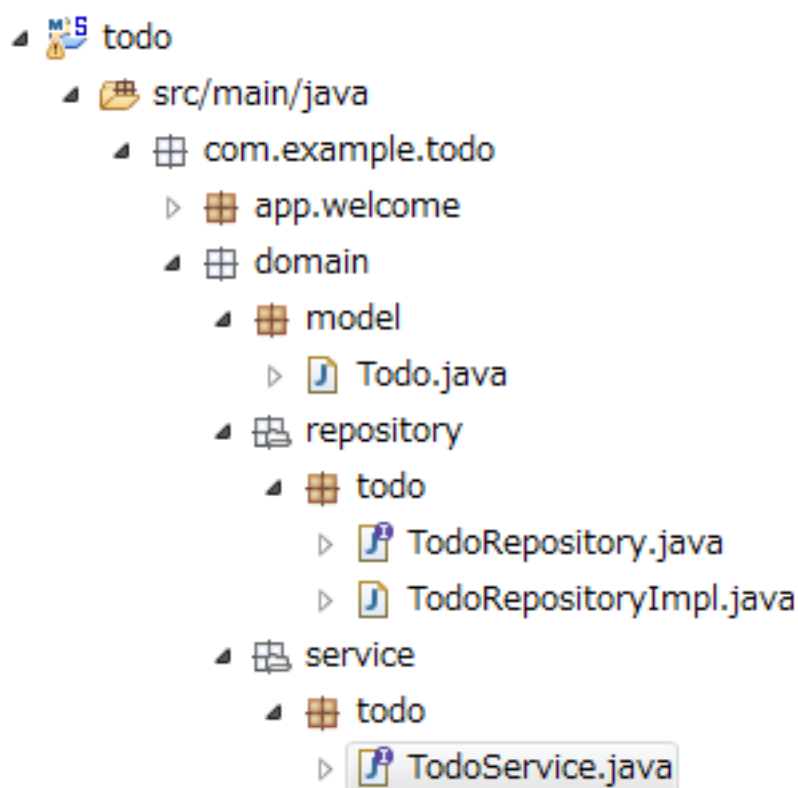 todo
src/main/java
com.example.todo
app.welcome
domain
model
Todo.java
repository
todo
TodoRepository.java
TodoRepositoryImpl.java
service
todo
TodoService.java